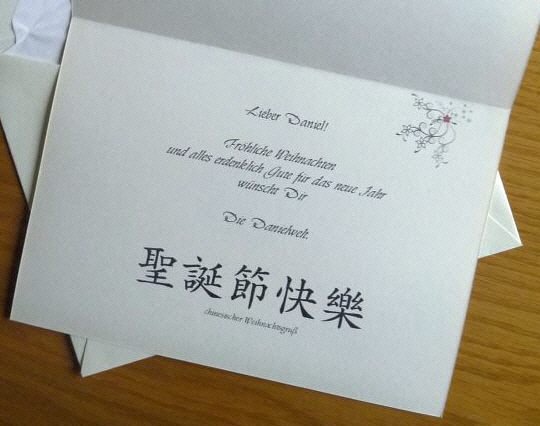 Lieber Daniel!
Fröhliche Weihnachten
und alles erdenklich Gute für das neue Jahr
wünscht Dir
Die Danielwelt.
聖誕節快樂
chinesischer Weihnachtsgruß